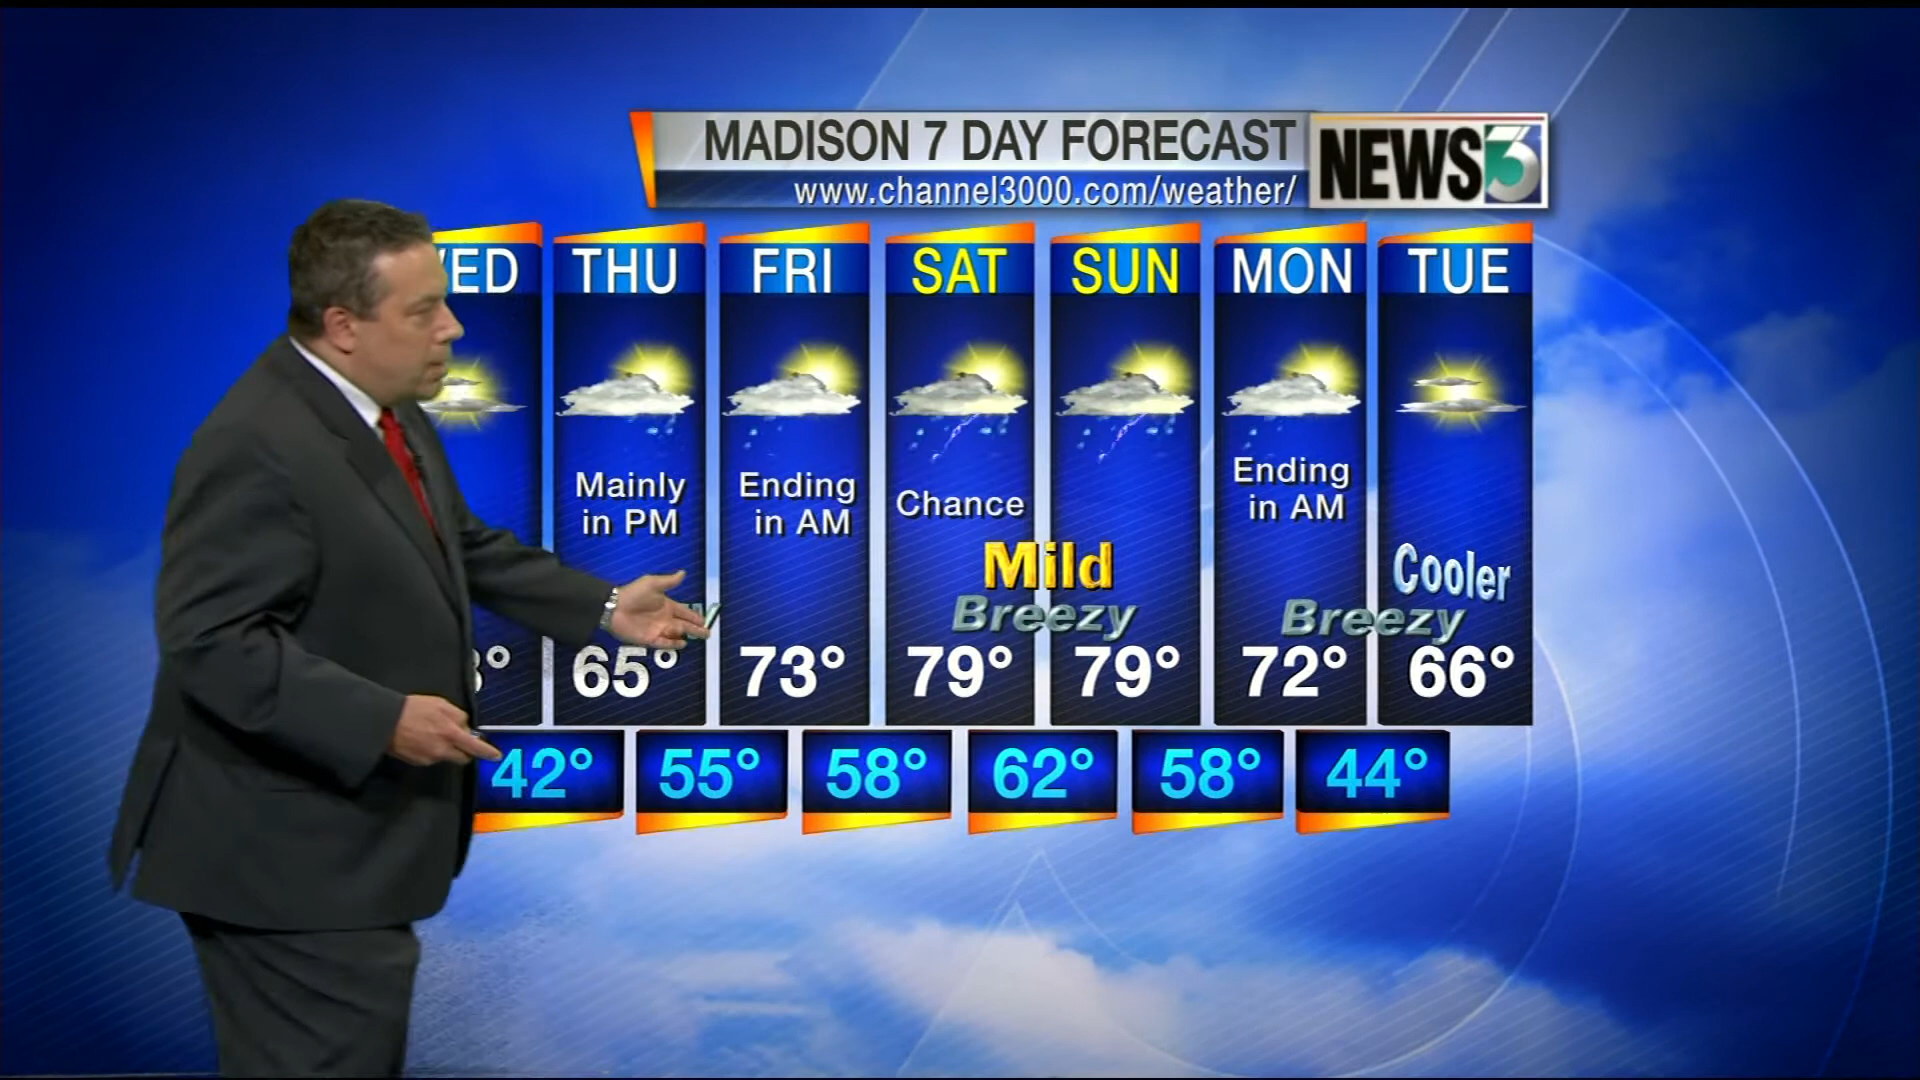 MADISON 7 DAY FORECAST
www.channel3000.com/weather/
NEWS 3
THU FRI SAT SUN MON TUE
Mainly
in PM
Ending
in AM
Chance
Ending
in AM
Mild
Breezy
Breezy
Cooler
65° 73° 79° 79° 72° 66°
42° 55° 58° 62° 58° 44°